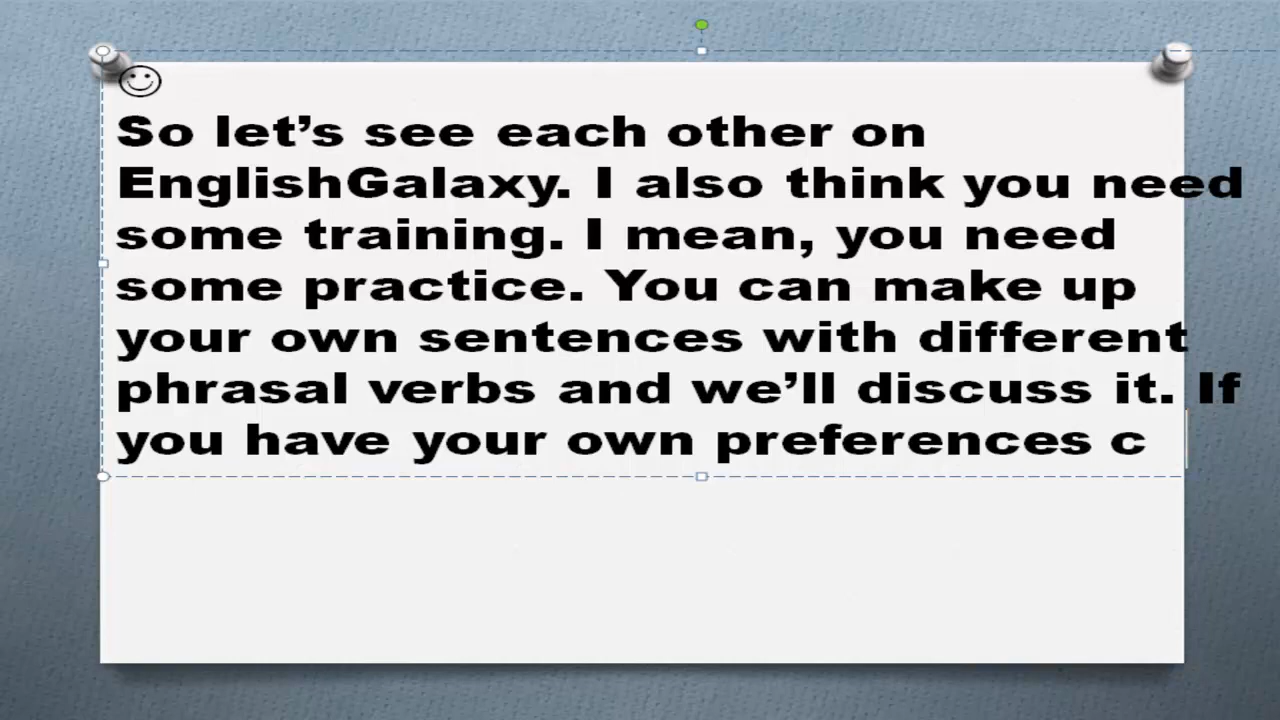 So let’s see each other on
EnglishGalaxy. I also think you need
some training. I mean, you need
some practice. You can make up
your own sentences with different
phrasal verbs and we’ll discuss it. If
you have your own preferences c